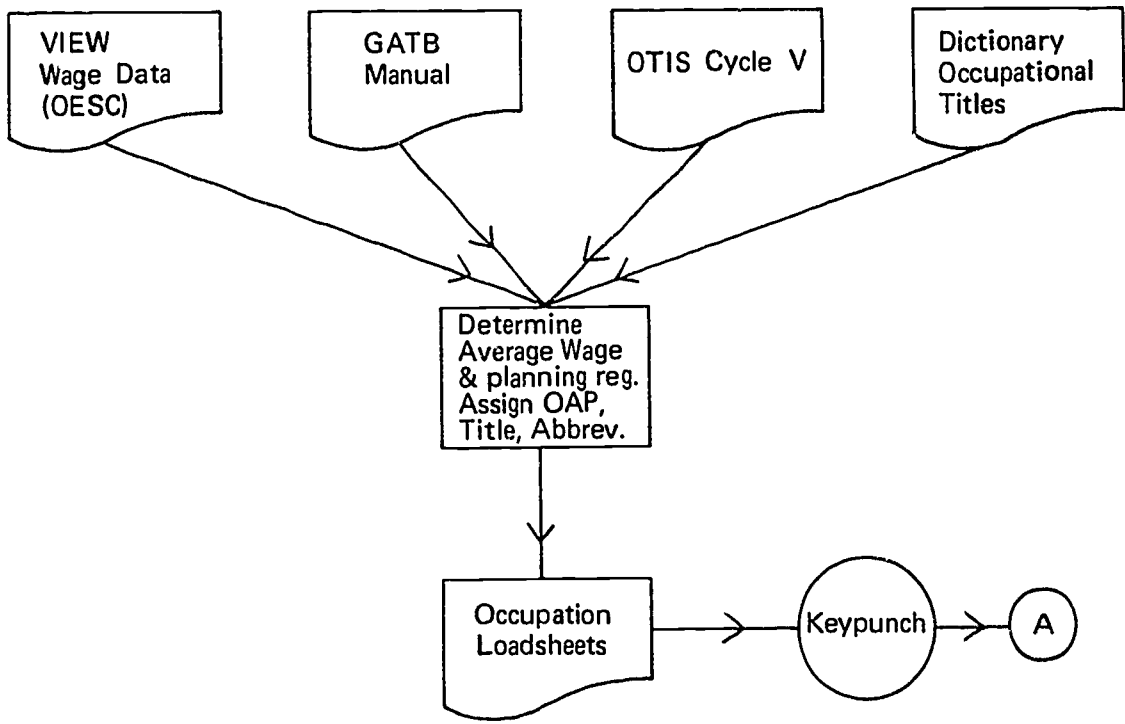 VIEW
Wage Data
(OESC)
GATB
Manual
OTIS Cycle V
Dictionary
Occupational
Titles
Determine
Average Wage
& planning reg.
Assign OAP,
Title, Abbrev.
Occupation
Loadsheets
Keypunch
A